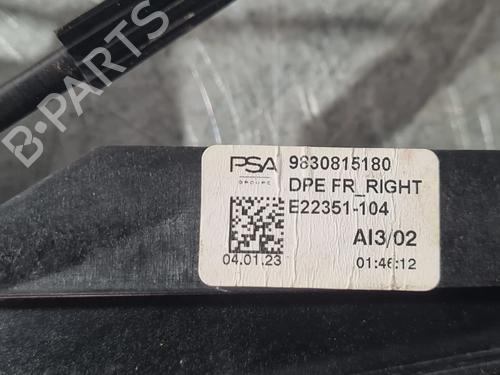 PSA 9830815180
GROUPE
DPE FR_RIGHT
E22351-104
AI3/02
04.01.23 01:46:12
B-Parts